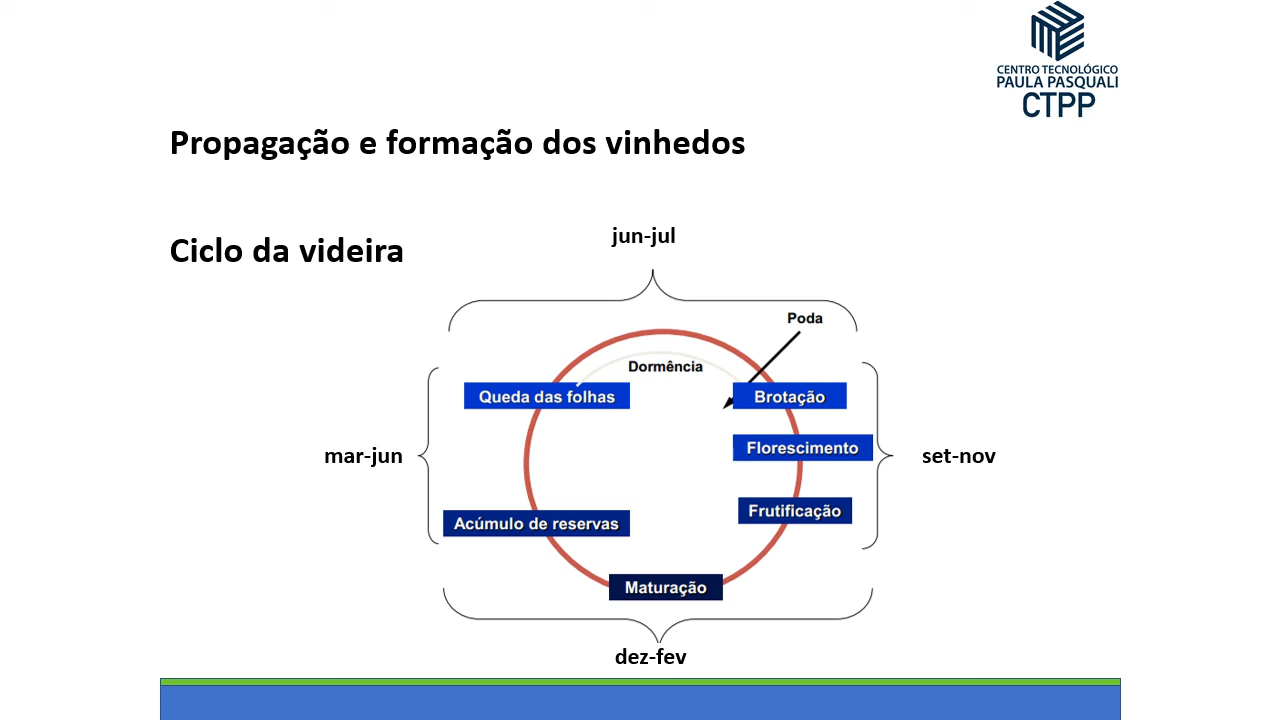 CENTRO TECNOLÓGICO
PAULA PASQUALI
CTPP
Propagação e formação dos vinhedos
Ciclo da videira
jun-jul
Poda
Dormência
Queda das folhas
Brotação
Florescimento
mar-jun
set-nov
Frutificação
Acúmulo de reservas
Maturação
dez-fev